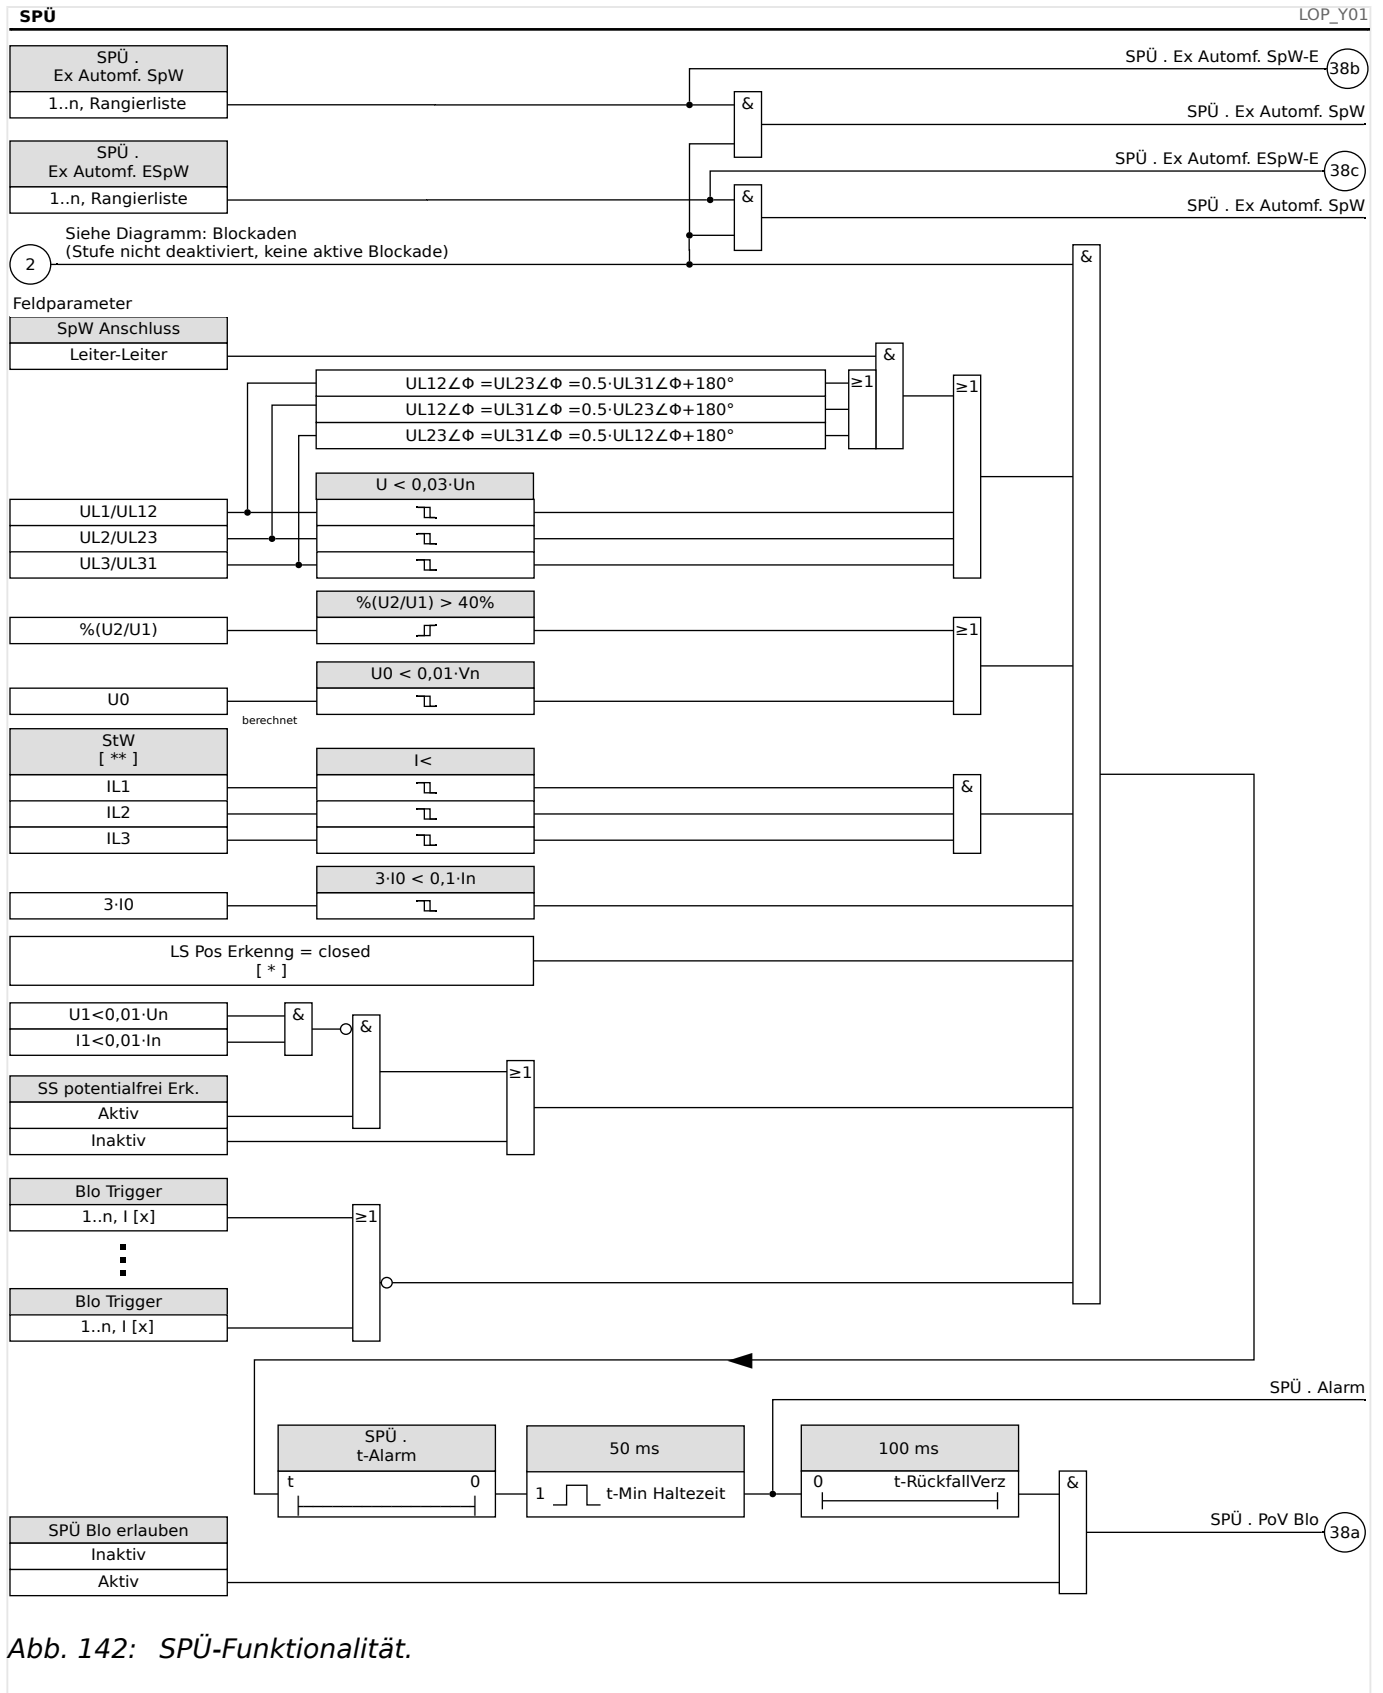 SPÜ
LOP_Y01
SPÜ .
Ex Automf. SpW
1..n, Rangierliste
SPÜ . Ex Automf. SpW-E
38b
&
SPÜ . Ex Automf. SpW
SPÜ .
Ex Automf. ESpW
1..n, Rangierliste
SPÜ . Ex Automf. ESpW-E
38c
&
SPÜ . Ex Automf. SpW
Siehe Diagramm: Blockaden
(Stufe nicht deaktiviert, keine aktive Blockade)
2
&
Feldparameter
SpW Anschluss
Leiter-Leiter
&
UL12∠Φ =UL23∠Φ =0.5·UL31∠Φ+180°
≥1
≥1
UL12∠Φ =UL31∠Φ =0.5·UL23∠Φ+180°
UL23∠Φ =UL31∠Φ =0.5·UL12∠Φ+180°
U < 0,03·Un
UL1/UL12
UL2/UL23
UL3/UL31
%(U2/U1) > 40%
%(U2/U1)
≥1
U0 < 0,01·Vn
U0
berechnet
StW
[ ** ]
I<
IL1
&
IL2
IL3
3·I0 < 0,1·In
3·I0
LS Pos Erkenng = closed
[ * ]
U1<0,01·Un
&
&
I1<0,01·In
≥1
SS potentialfrei Erk.
Aktiv
Inaktiv
Blo Trigger
1..n, I [x]
≥1
Blo Trigger
1..n, I [x]
SPÜ . Alarm
SPÜ .
t-Alarm
50 ms
100 ms
t
0
1
t-Min Haltezeit
0
t-RückfallVerz
&
SPÜ . PoV Blo
38a
SPÜ Blo erlauben
Inaktiv
Aktiv
Abb. 142: SPÜ-Funktionalität.